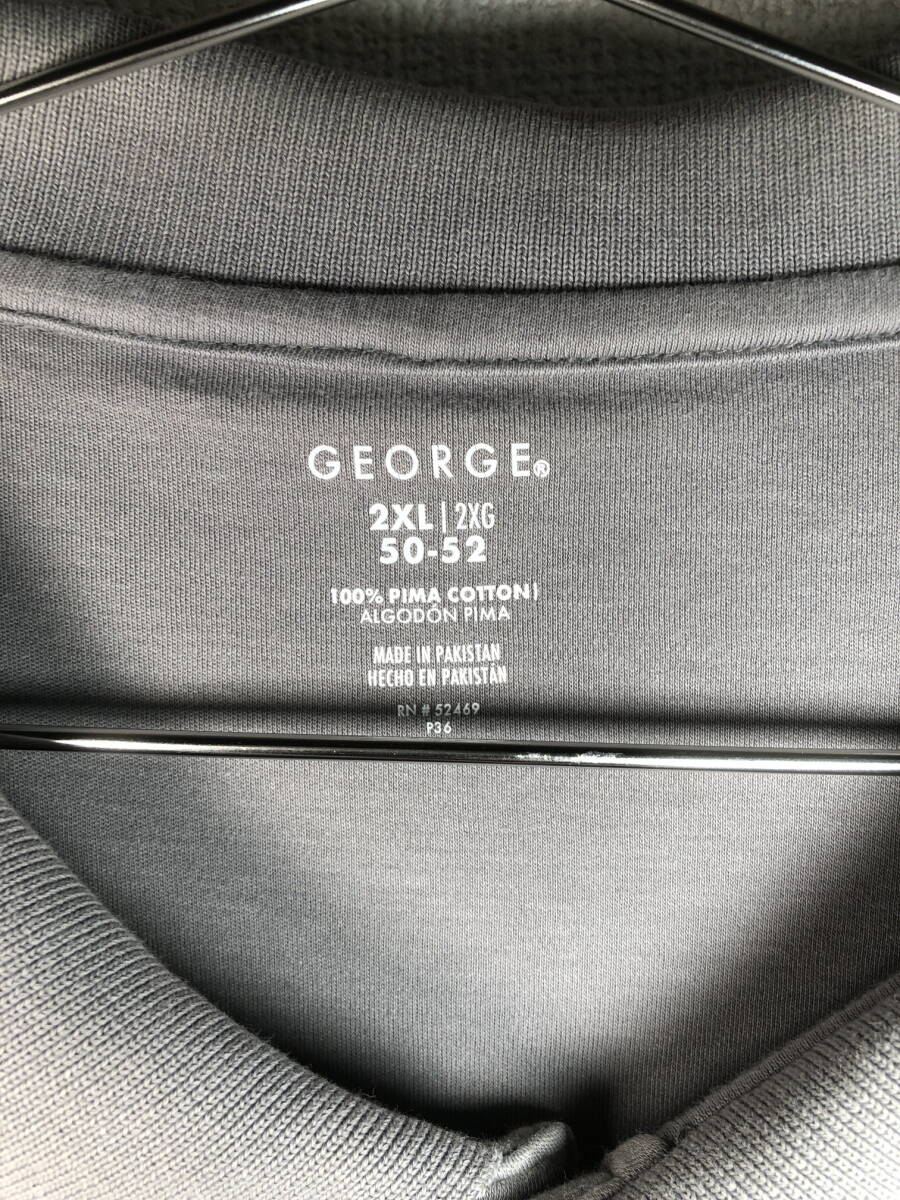 GEORGE®
2XL | 2XG
50-52
100% PIMA COTTON |
ALGODÓN PIMA
MADE IN PAKISTAN
HECHO EN PAKISTÁN
RN # 52469
P36